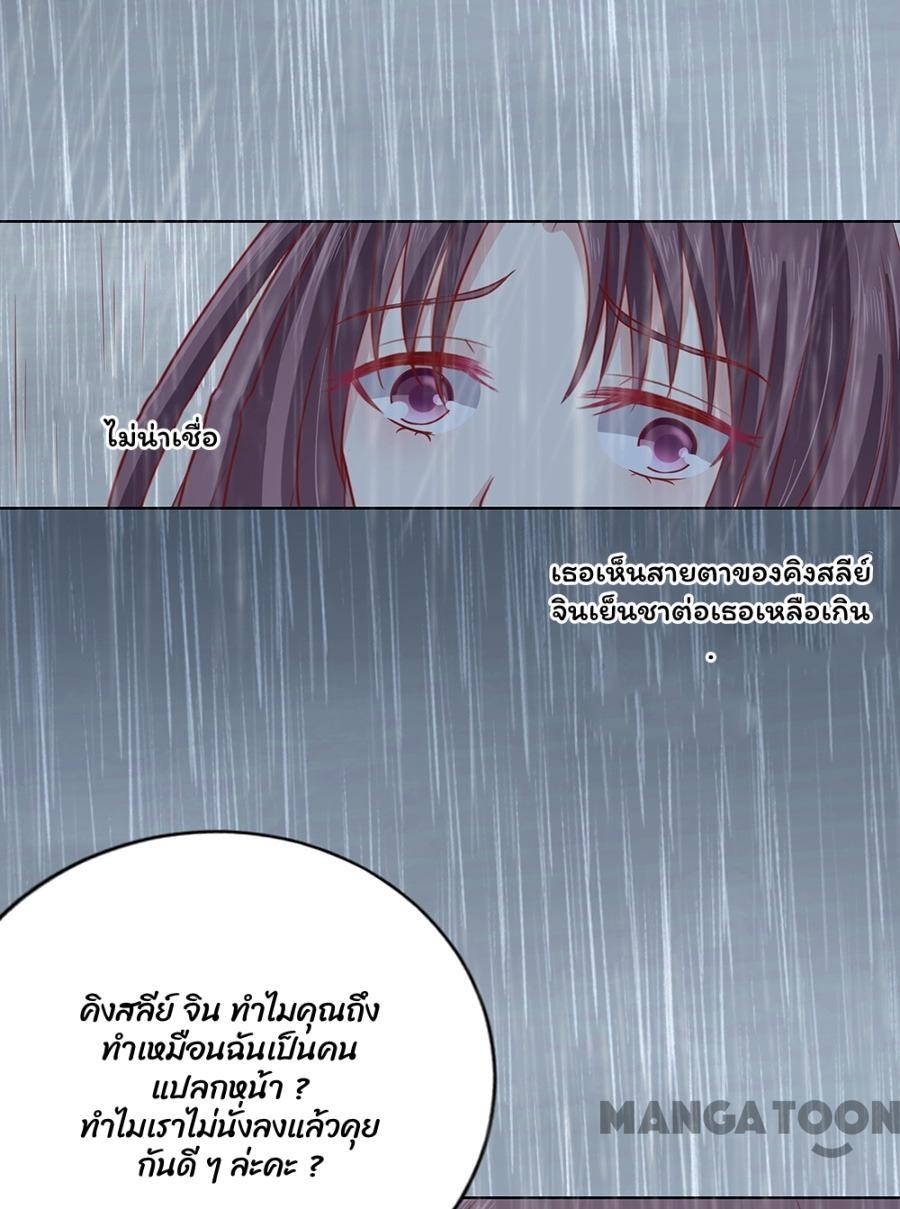 ไม่น่าเชื่อ
เธอเห็นสายตาของคิงสลีย์
จินเย็นชาต่อเธอเหลือเกิน
.
คิงสลีย์ จิน ทำไมคุณถึง
ทำเหมือนฉันเป็นคน
แปลกหน้า ?
ทำไมเราไม่นั่งลงแล้วคุย
กันดี ๆ ล่ะคะ ?
MANGATOON